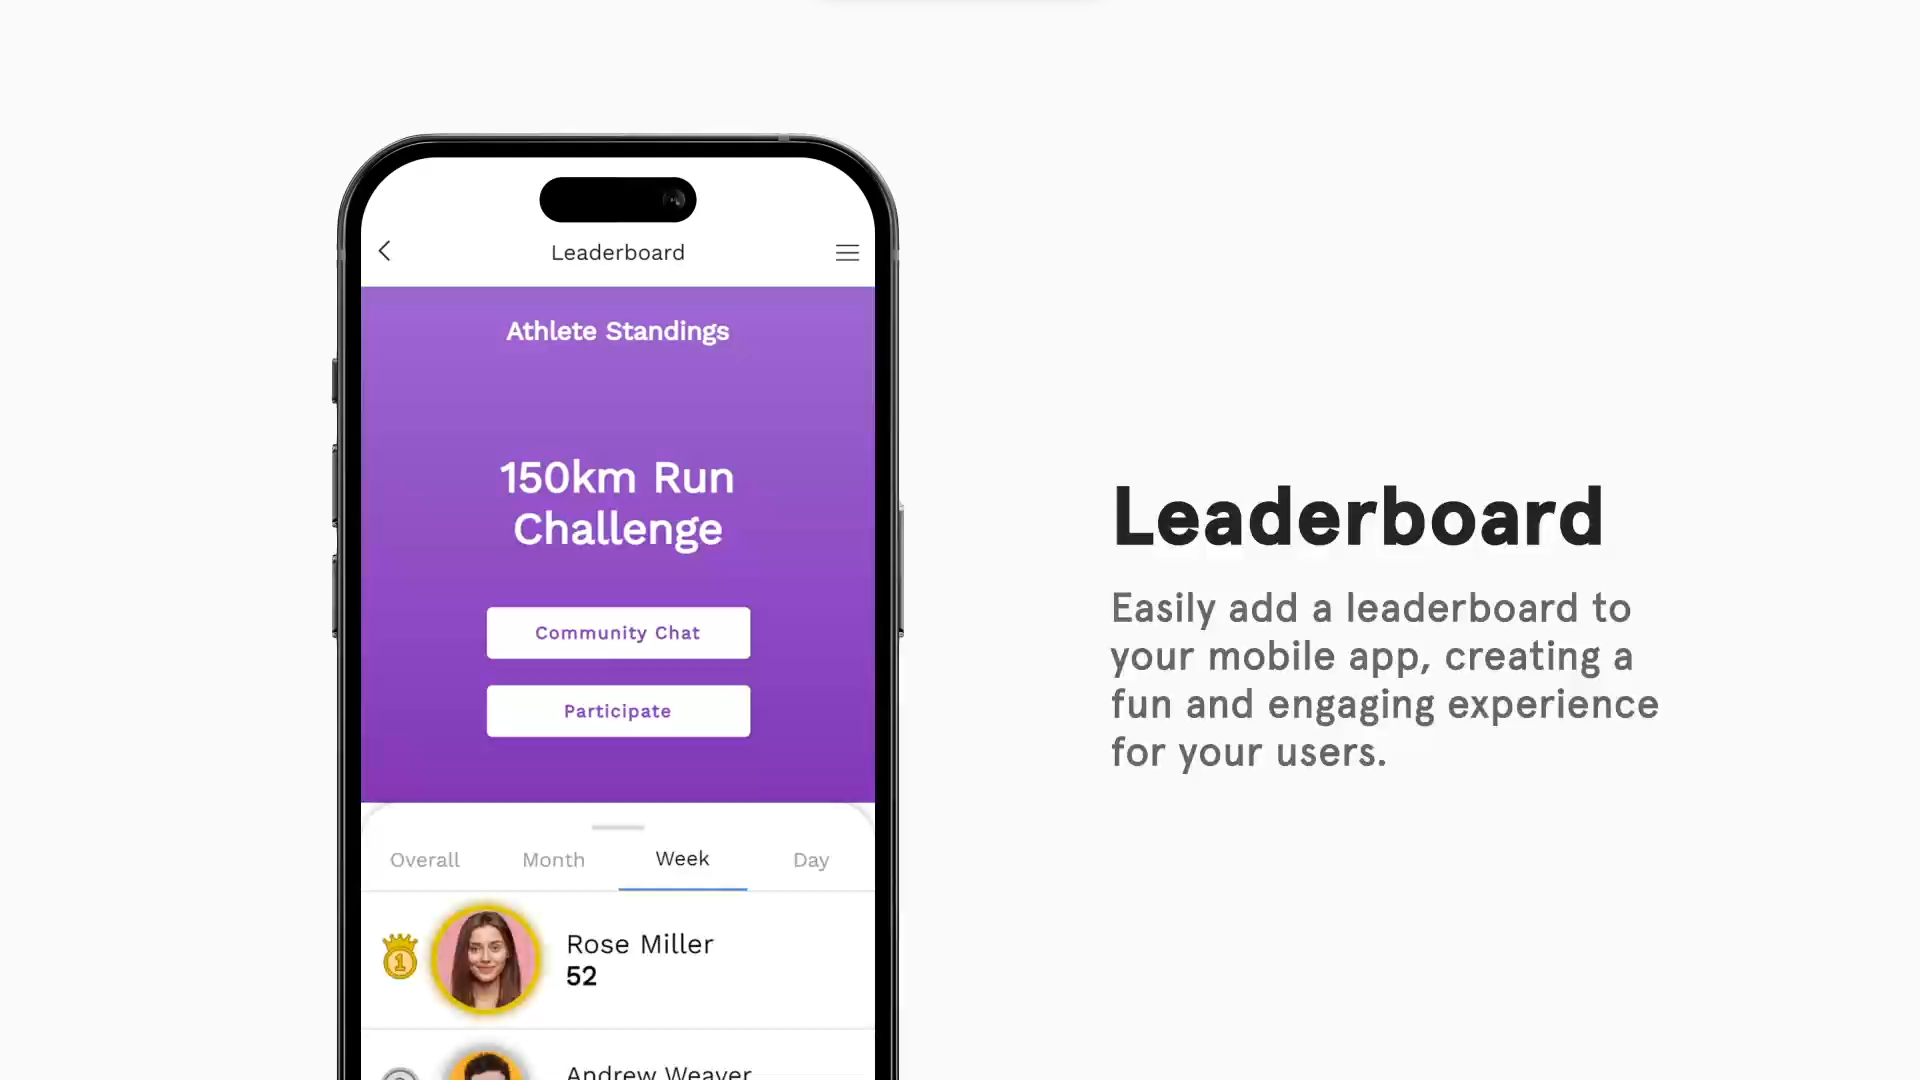 Leaderboard
Athlete Standings
150km Run
Challenge
Community Chat
Participate
Overall Month Week Day
1
Rose Miller
52
Andrew Weaver
Leaderboard
Easily add a leaderboard to
your mobile app, creating a
fun and engaging experience
for your users.